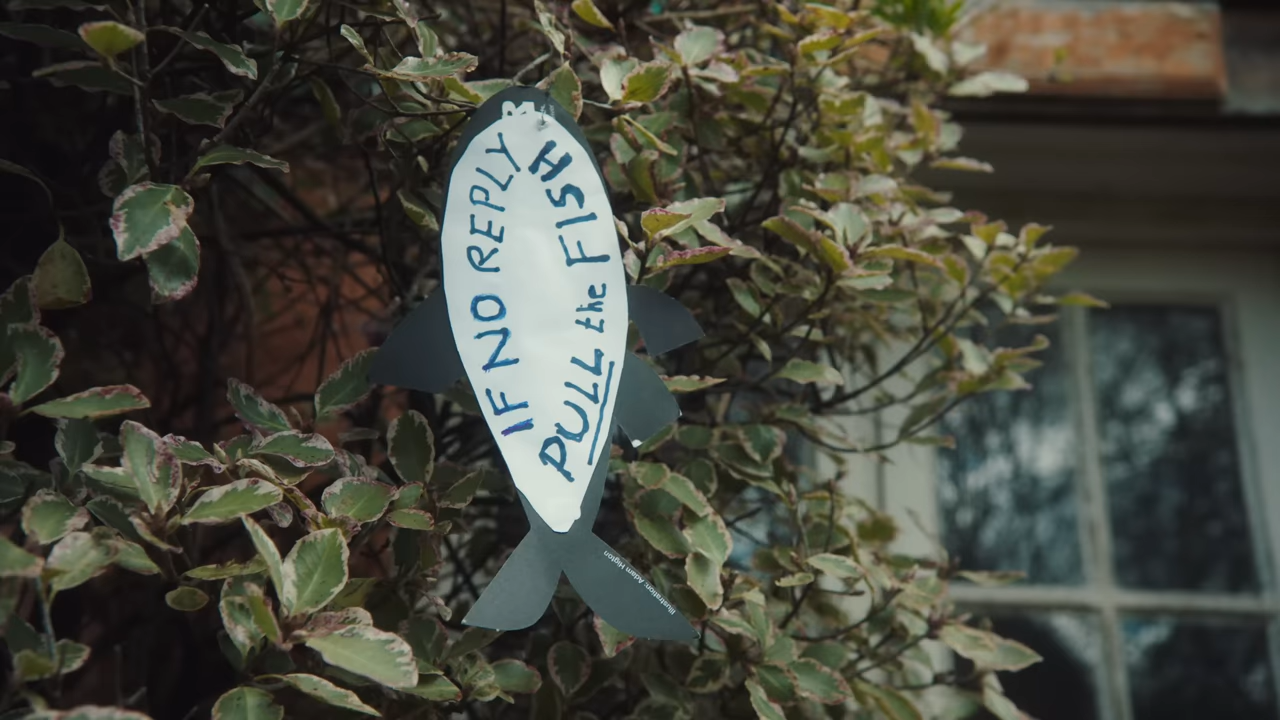 IF NO REPLY
PULL the FISH
Illustration: Adam Higton